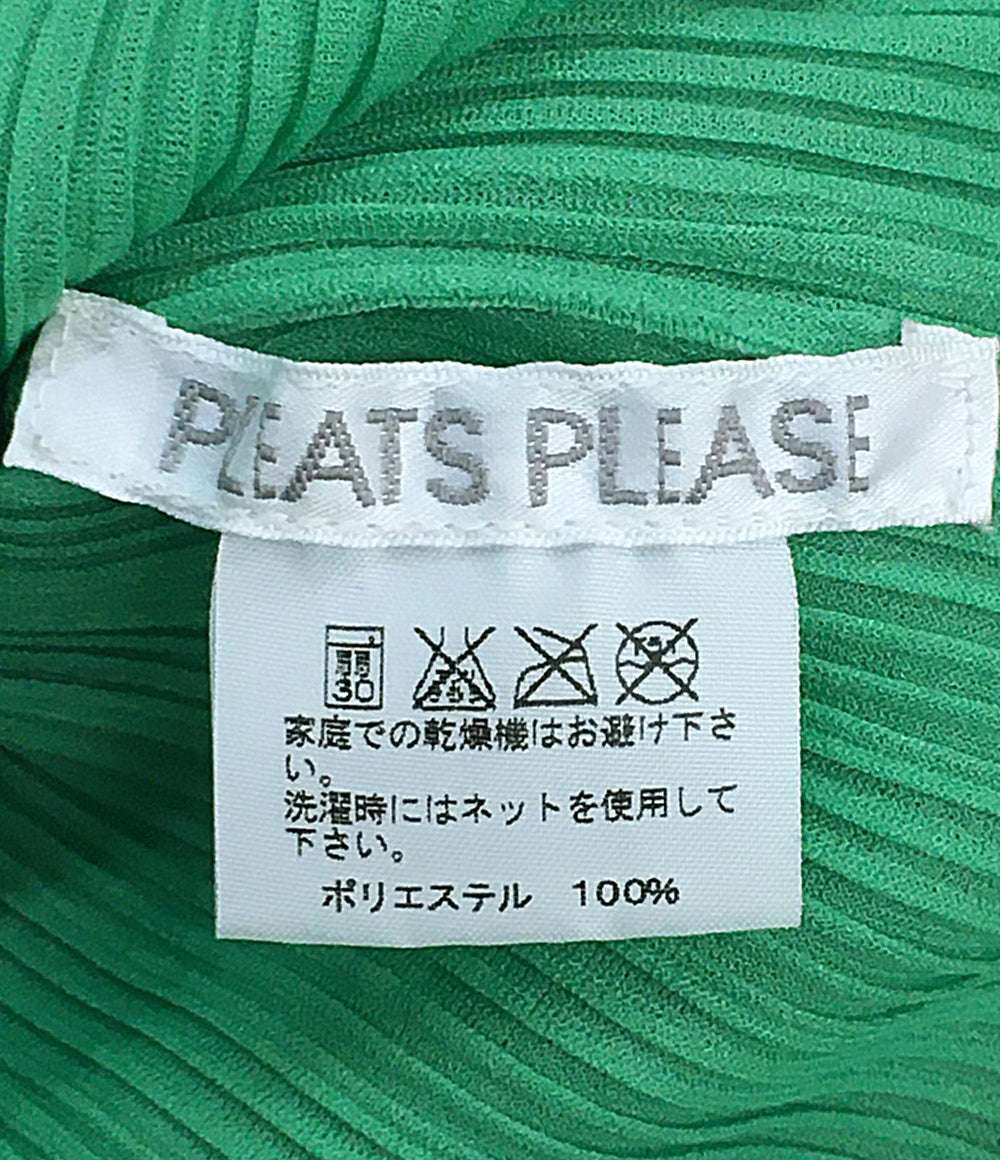 PLEATS PLEASE
30
家庭での乾燥機はお避け下さ
い。
洗濯時にはネットを使用して
下さい。
ポリエステル 100%